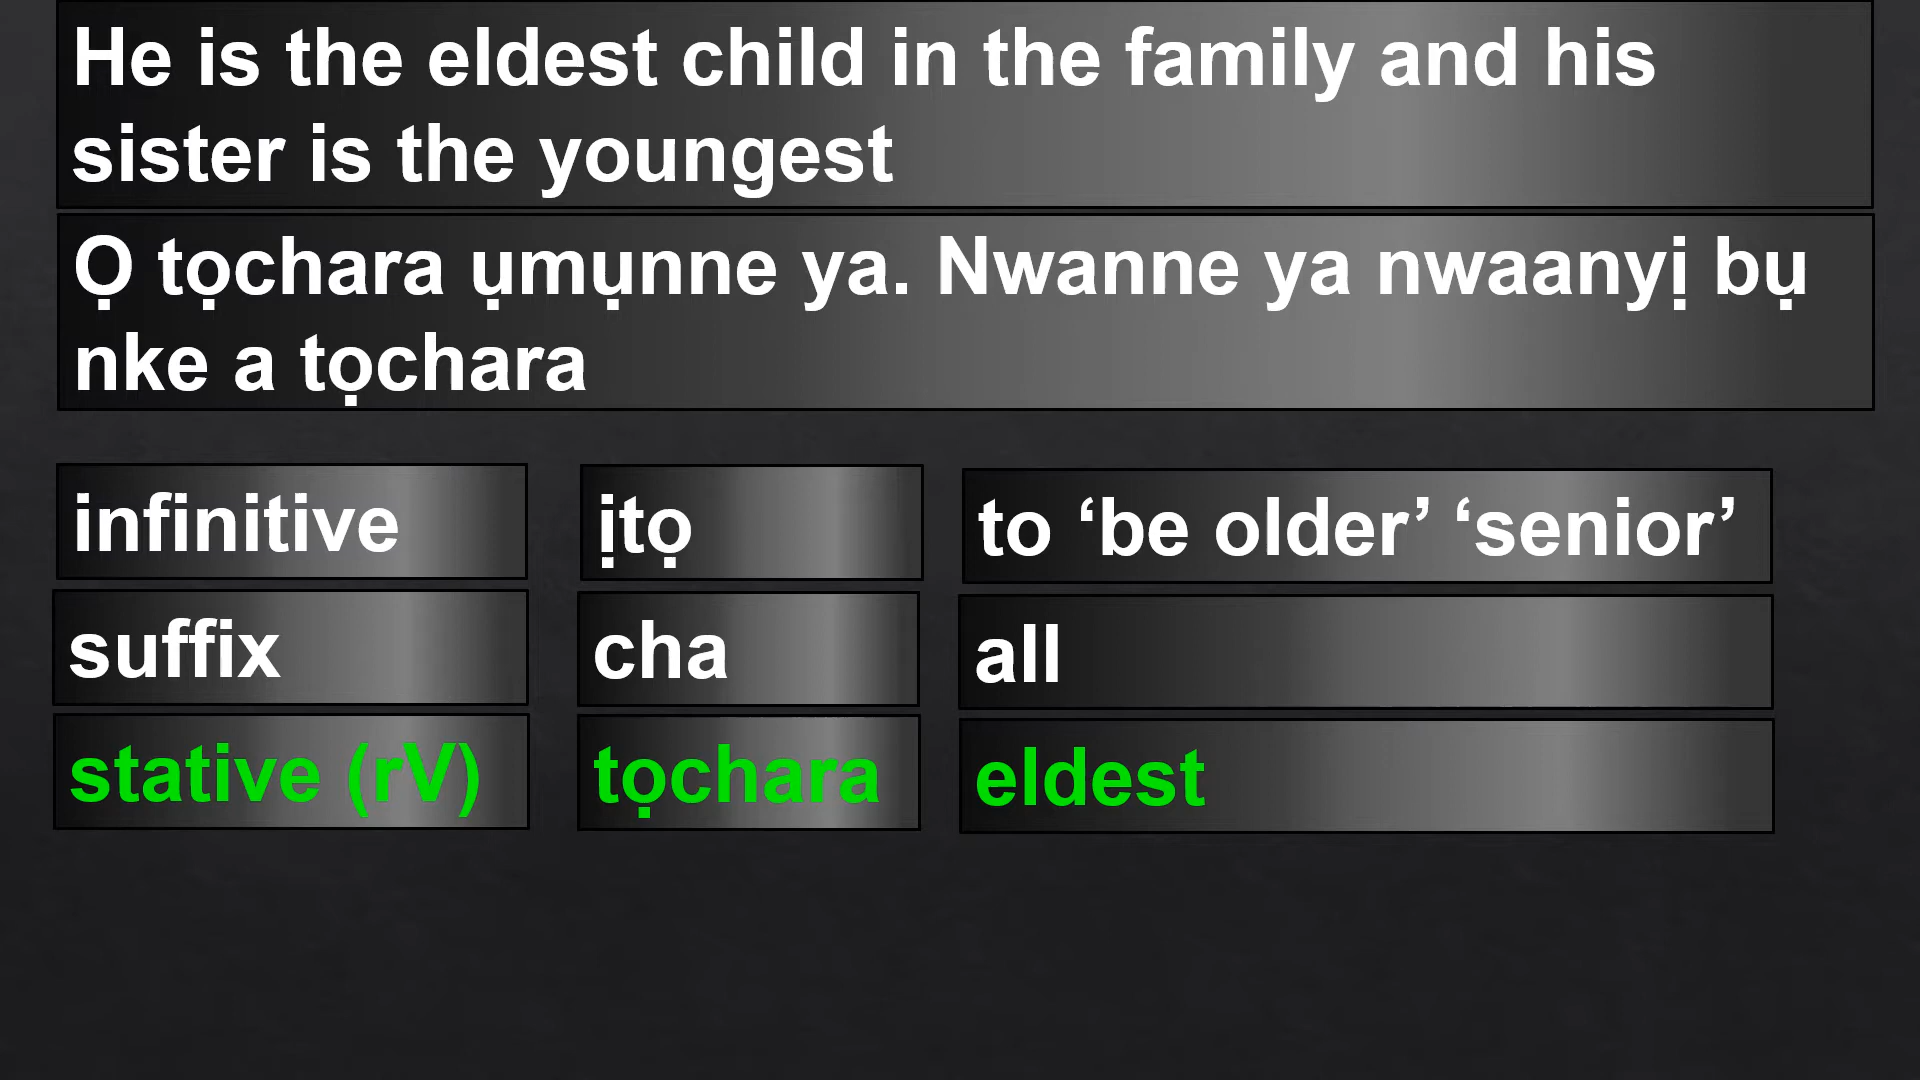 He is the eldest child in the family and his
sister is the youngest
Ọ tọchara ụmụnne ya. Nwanne ya nwaanyị bụ
nke a tọchara
infinitive ịtọ to ‘be older’ ‘senior’
suffix cha all
stative (rV) tọchara eldest